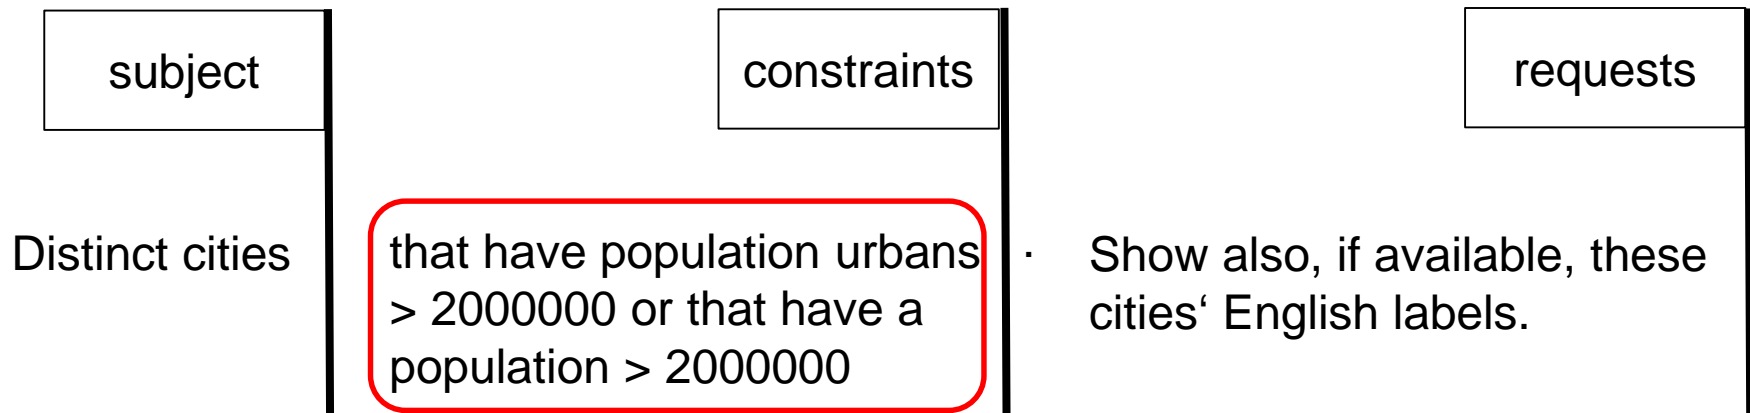 subject
constraints
requests
Distinct cities
that have population urbans
> 2000000 or that have a
population > 2000000
.
Show also, if available, these
cities‘ English labels.